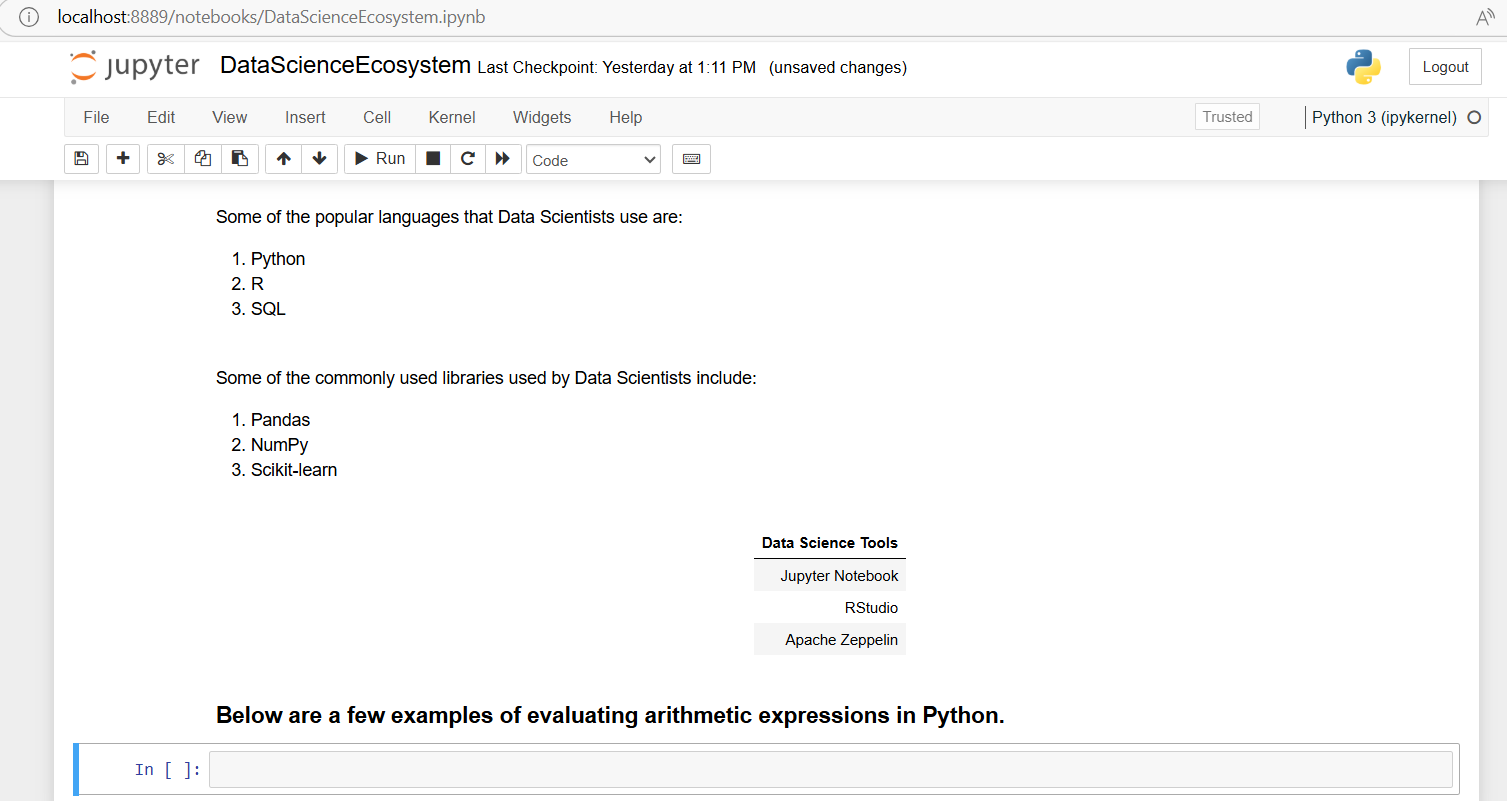 localhost:8889/notebooks/DataScienceEcosystem.ipynb
jupyter DataScienceEcosystem Last Checkpoint: Yesterday at 1:11 PM (unsaved changes) Logout
File Edit View Insert Cell Kernel Widgets Help Trusted Python 3 (ipykernel)
Run Code
Some of the popular languages that Data Scientists use are:
1. Python
2. R
3. SQL
Some of the commonly used libraries used by Data Scientists include:
1. Pandas
2. NumPy
3. Scikit-learn
Data Science Tools
Jupyter Notebook
RStudio
Apache Zeppelin
Below are a few examples of evaluating arithmetic expressions in Python.
In [ ]: